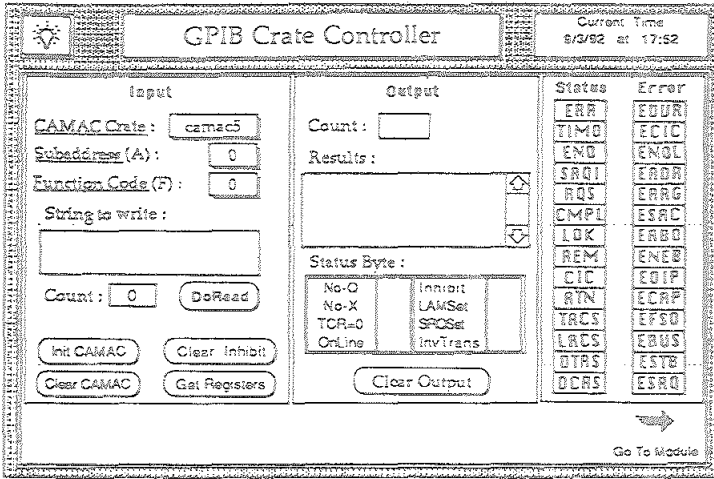 GPIB Crate Controller
Current Time
9/3/92 at 17:52
Input
CAMAC Crate : camac5
Subaddress (A) : 0
Function Code (F) : 0
String to write :
Count : 0 DoRead
Init CAMAC Clear Inhibit
Clear CAMAC Get Registers
Output
Count :
Results :
Status Byte :
No-Q Inhibit
No-X LAMSet
TCR=0 SRQSet
OnLine InvTrans
Clear Output
Status Error
ERR EDVR
TIMO ECIC
END ENOL
SRQI EADR
RQS EARG
CMPL ESAC
LOK EABO
REM ENEB
CIC EOIP
ATN ECAP
TACS EFSO
LACS EBUS
DTAS ESTB
DCAS ESRQ
Go To Module